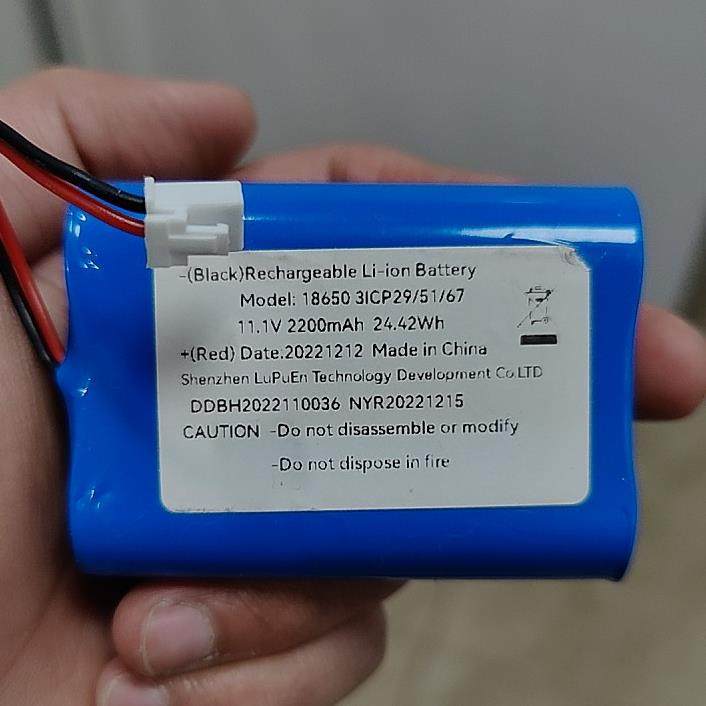 -(Black)Rechargeable Li-ion Battery
Model: 18650 3ICP29/51/67
11.1V 2200mAh 24.42Wh
+(Red) Date:20221212 Made in China
Shenzhen LuPuEn Technology Development Co.LTD
DDBH2022110036 NYR20221215
CAUTION -Do not disassemble or modify
-Do not dispose in fire